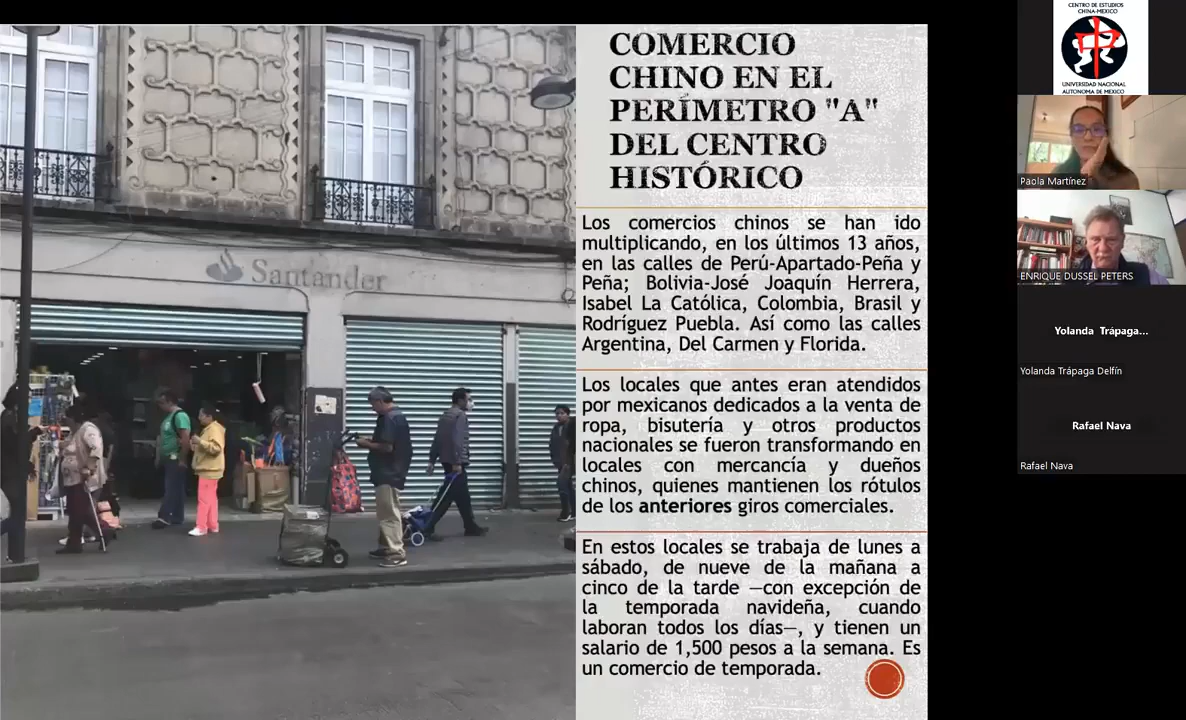 Santander
COMERCIO
CHINO EN EL
PERÍMETRO "A"
DEL CENTRO
HISTÓRICO
Los comercios chinos se han ido
multiplicando, en los últimos 13 años,
en las calles de Perú-Apartado-Peña y
Peña; Bolivia-José Joaquín Herrera,
Isabel La Católica, Colombia, Brasil y
Rodríguez Puebla. Así como las calles
Argentina, Del Carmen y Florida.
Los locales que antes eran atendidos
por mexicanos dedicados a la venta de
ropa, bisutería y otros productos
nacionales se fueron transformando en
locales con mercancía y dueños
chinos, quienes mantienen los rótulos
de los anteriores giros comerciales.
En estos locales se trabaja de lunes a
sábado, de nueve de la mañana a
cinco de la tarde —con excepción de
la temporada navideña, cuando
laboran todos los días—, y tienen un
salario de 1,500 pesos a la semana. Es
un comercio de temporada.
CENTRO DE ESTUDIOS
CHINA-MEXICO
UNIVERSIDAD NACIONAL
AUTONOMA DE MEXICO
Paola Martínez
ENRIQUE DUSSEL PETERS
Yolanda Trápaga...
Yolanda Trápaga Delfín
Rafael Nava
Rafael Nava